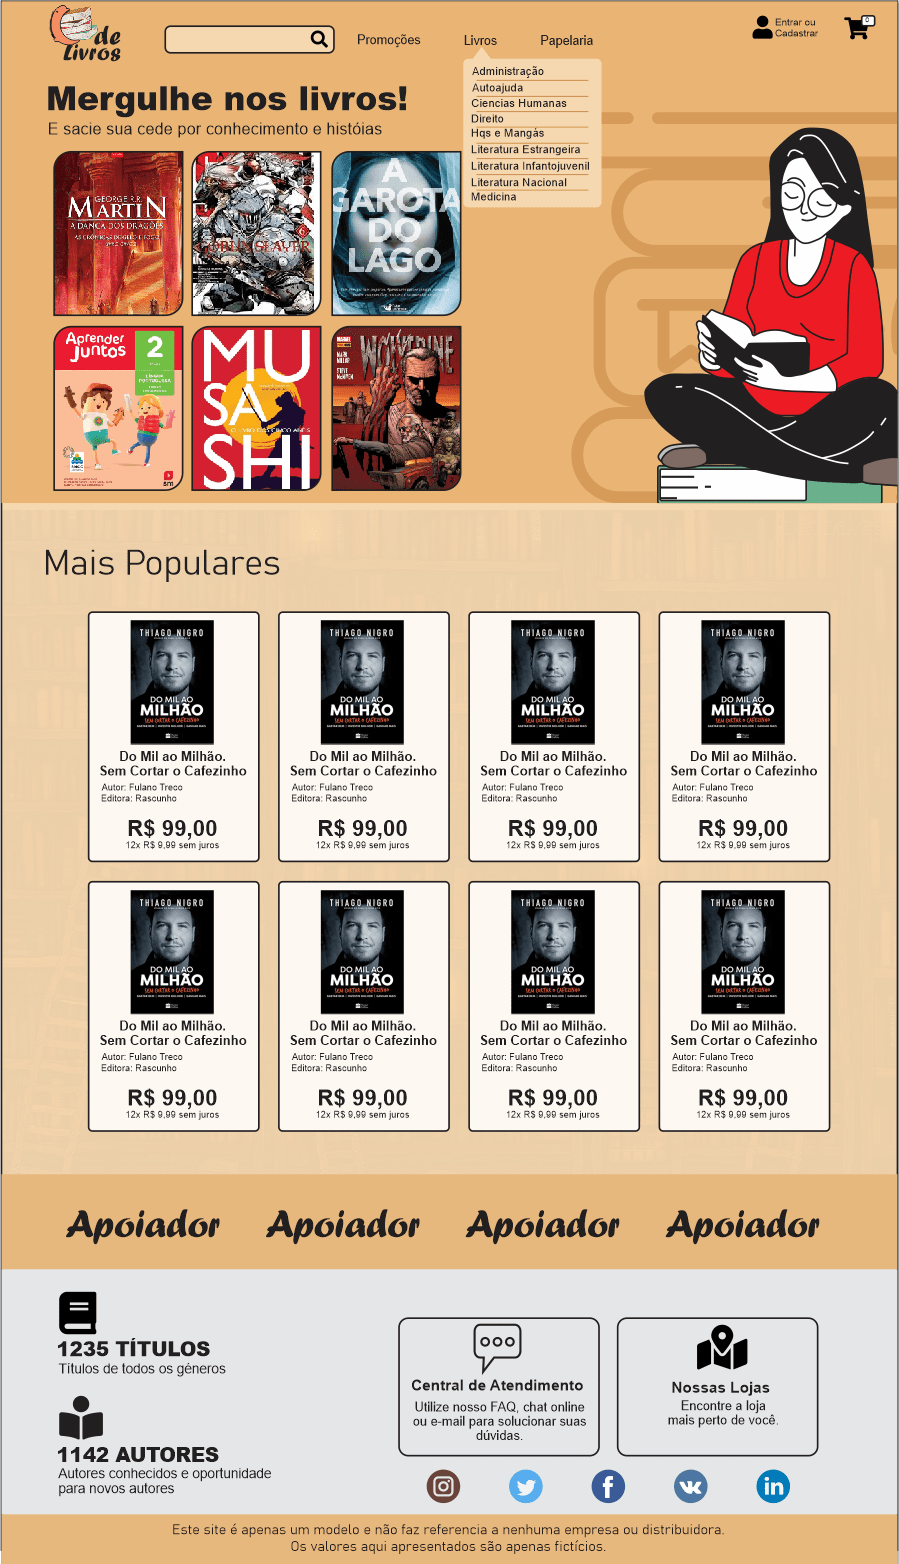 de
Livros
Promoções
Livros
Papelaria
Entrar ou
Cadastrar
0
Administração
Autoajuda
Ciencias Humanas
Direito
Hqs e Mangás
Literatura Estrangeira
Literatura Infantojuvenil
Literatura Nacional
Medicina
Mergulhe nos livros!
E sacie sua cede por conhecimento e históias
GEORGE R.R.
MARTIN
A DANÇA DOS DRAGÕES
GOBLIN SLAYER
6
A
GAROTA
DO
LAGO
Aprender
Juntos
2
LÍNGUA
PORTUGUESA
sm
MU
SA
SHI
MARVEL
MARK
MILLAR
STEVE
McNIVEN
WOLVERINE
Mais Populares
THIAGO NIGRO
DO MIL AO
MILHÃO
SEM CORTAR O CAFEZINHO
Do Mil ao Milhão.
Sem Cortar o Cafezinho
Autor: Fulano Treco
Editora: Rascunho
R$ 99,00
12x R$ 9,99 sem juros
THIAGO NIGRO
DO MIL AO
MILHÃO
SEM CORTAR O CAFEZINHO
Do Mil ao Milhão.
Sem Cortar o Cafezinho
Autor: Fulano Treco
Editora: Rascunho
R$ 99,00
12x R$ 9,99 sem juros
THIAGO NIGRO
DO MIL AO
MILHÃO
SEM CORTAR O CAFEZINHO
Do Mil ao Milhão.
Sem Cortar o Cafezinho
Autor: Fulano Treco
Editora: Rascunho
R$ 99,00
12x R$ 9,99 sem juros
THIAGO NIGRO
DO MIL AO
MILHÃO
SEM CORTAR O CAFEZINHO
Do Mil ao Milhão.
Sem Cortar o Cafezinho
Autor: Fulano Treco
Editora: Rascunho
R$ 99,00
12x R$ 9,99 sem juros
THIAGO NIGRO
DO MIL AO
MILHÃO
SEM CORTAR O CAFEZINHO
Do Mil ao Milhão.
Sem Cortar o Cafezinho
Autor: Fulano Treco
Editora: Rascunho
R$ 99,00
12x R$ 9,99 sem juros
THIAGO NIGRO
DO MIL AO
MILHÃO
SEM CORTAR O CAFEZINHO
Do Mil ao Milhão.
Sem Cortar o Cafezinho
Autor: Fulano Treco
Editora: Rascunho
R$ 99,00
12x R$ 9,99 sem juros
THIAGO NIGRO
DO MIL AO
MILHÃO
SEM CORTAR O CAFEZINHO
Do Mil ao Milhão.
Sem Cortar o Cafezinho
Autor: Fulano Treco
Editora: Rascunho
R$ 99,00
12x R$ 9,99 sem juros
THIAGO NIGRO
DO MIL AO
MILHÃO
SEM CORTAR O CAFEZINHO
Do Mil ao Milhão.
Sem Cortar o Cafezinho
Autor: Fulano Treco
Editora: Rascunho
R$ 99,00
12x R$ 9,99 sem juros
Apoiador Apoiador Apoiador Apoiador
1235 TÍTULOS
Títulos de todos os géneros
1142 AUTORES
Autores conhecidos e oportunidade
para novos autores
Central de Atendimento
Utilize nosso FAQ, chat online
ou e-mail para solucionar suas
dúvidas.
Nossas Lojas
Encontre a loja
mais perto de você.
Este site é apenas um modelo e não faz referencia a nenhuma empresa ou distribuidora.
Os valores aqui apresentados são apenas fictícios.